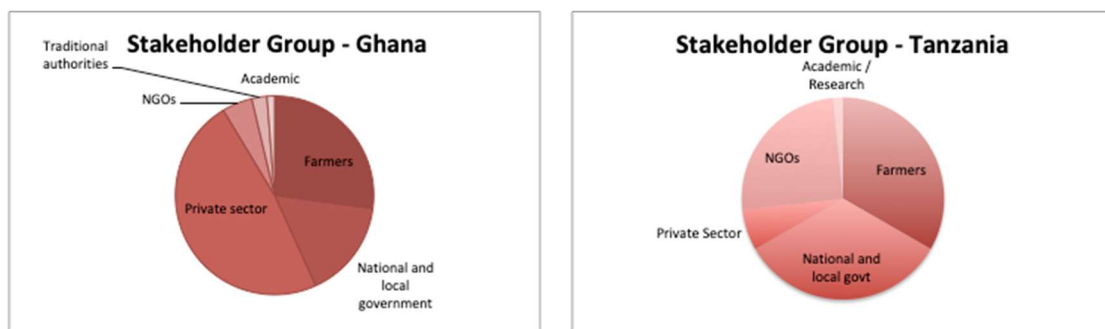 Stakeholder Group - Ghana
Traditional
authorities
NGOs
Academic
Farmers
Private sector
National and
local
government
Stakeholder Group - Tanzania
Academic /
Research
NGOs
Farmers
Private Sector
National and
local govt